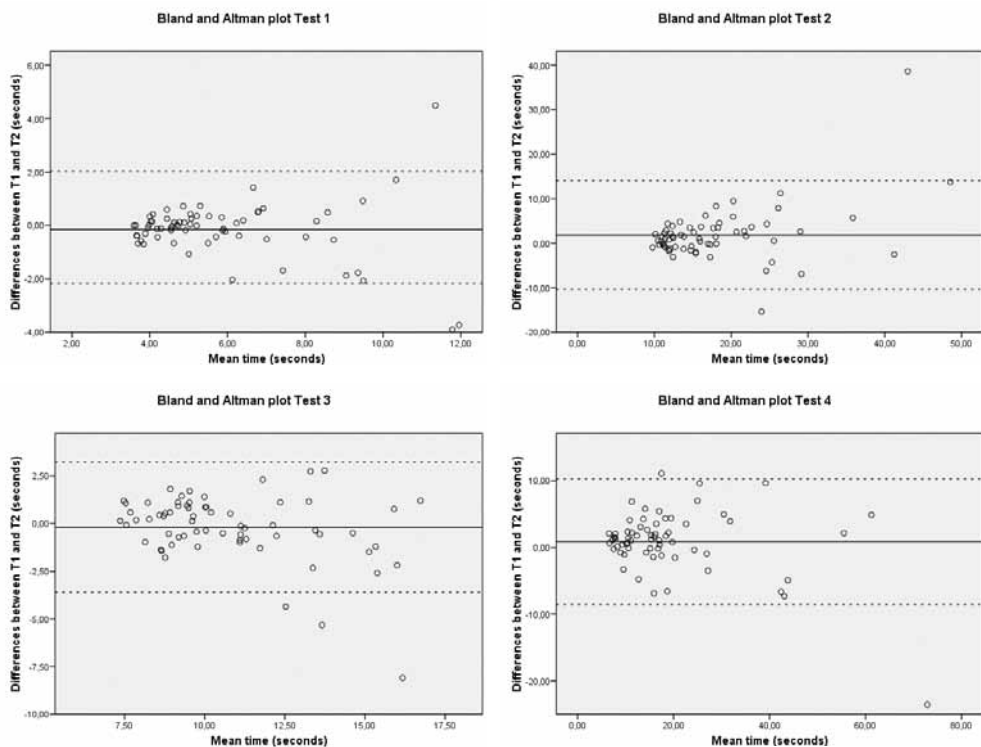 Bland and Altman plot Test 1
Differences between T1 and T2 (seconds)
6,00
4,00
2,00
0,00
-2,00
-4,00
2,00 4,00 6,00 8,00 10,00 12,00
Mean time (seconds)
Bland and Altman plot Test 2
Differences between T1 and T2 (seconds)
40,00
30,00
20,00
10,00
0,00
-10,00
-20,00
0,00 10,00 20,00 30,00 40,00 50,00
Mean time (seconds)
Bland and Altman plot Test 3
Differences between T1 and T2 (seconds)
2,50
0,00
-2,50
-5,00
-7,50
-10,00
7,50 10,00 12,50 15,00 17,50
Mean time (seconds)
Bland and Altman plot Test 4
Differences between T1 and T2 (seconds)
10,00
0,00
-10,00
-20,00
0,00 20,00 40,00 60,00 80,00
Mean time (seconds)